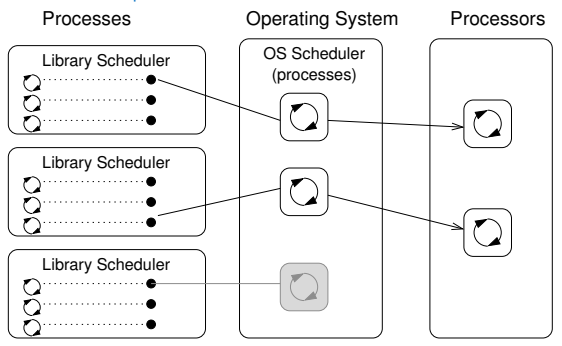 Processes
Operating System
Processors
Library Scheduler
OS Scheduler
(processes)
Library Scheduler
Library Scheduler